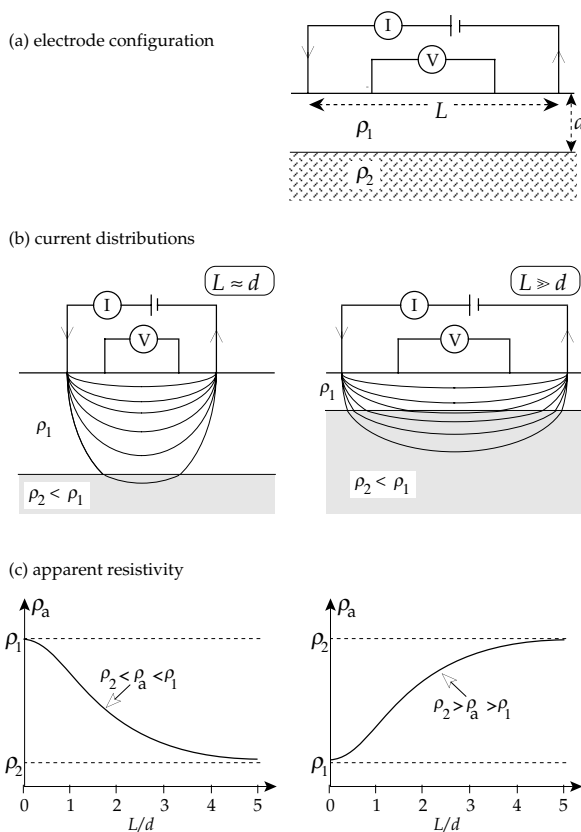 (a) electrode configuration
I
V
L
d
ρ1
ρ2
(b) current distributions
L ≈ d
I
V
ρ1
ρ2 < ρ1
L ≫ d
I
V
ρ1
ρ2 < ρ1
(c) apparent resistivity
ρa
ρ1
ρ2 < ρa < ρ1
ρ2
0 1 2 3 4 5
L/d
ρa
ρ2
ρ2 > ρa > ρ1
ρ1
0 1 2 3 4 5
L/d